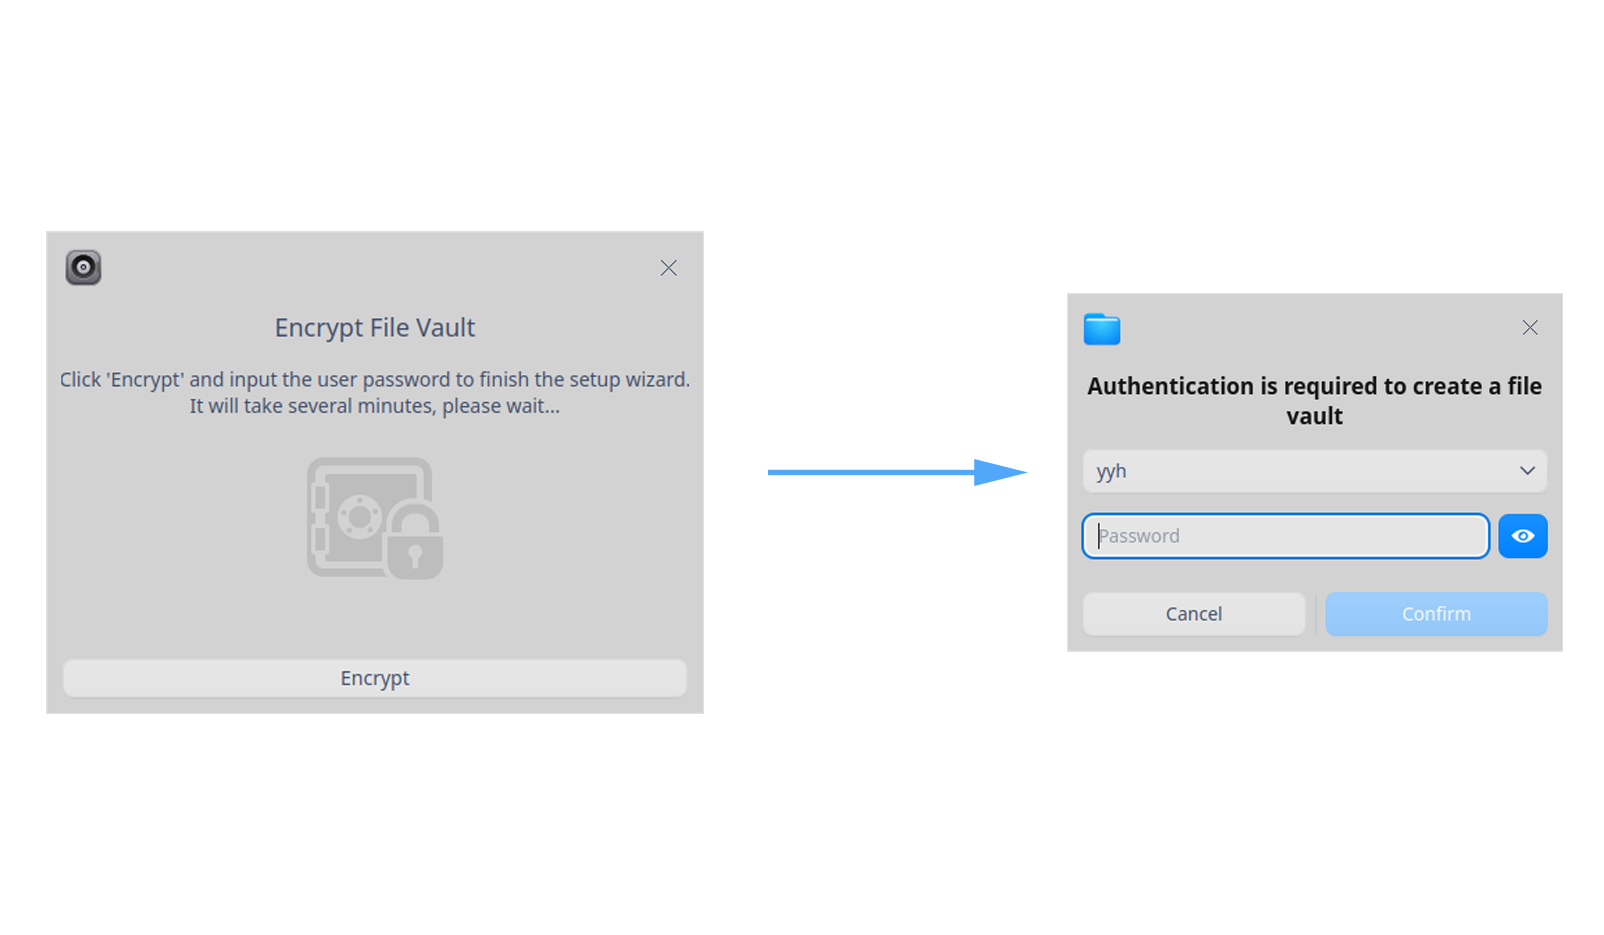 Encrypt File Vault
Click 'Encrypt' and input the user password to finish the setup wizard.
It will take several minutes, please wait...
Encrypt
Authentication is required to create a file
vault
yyh
Password
Cancel
Confirm